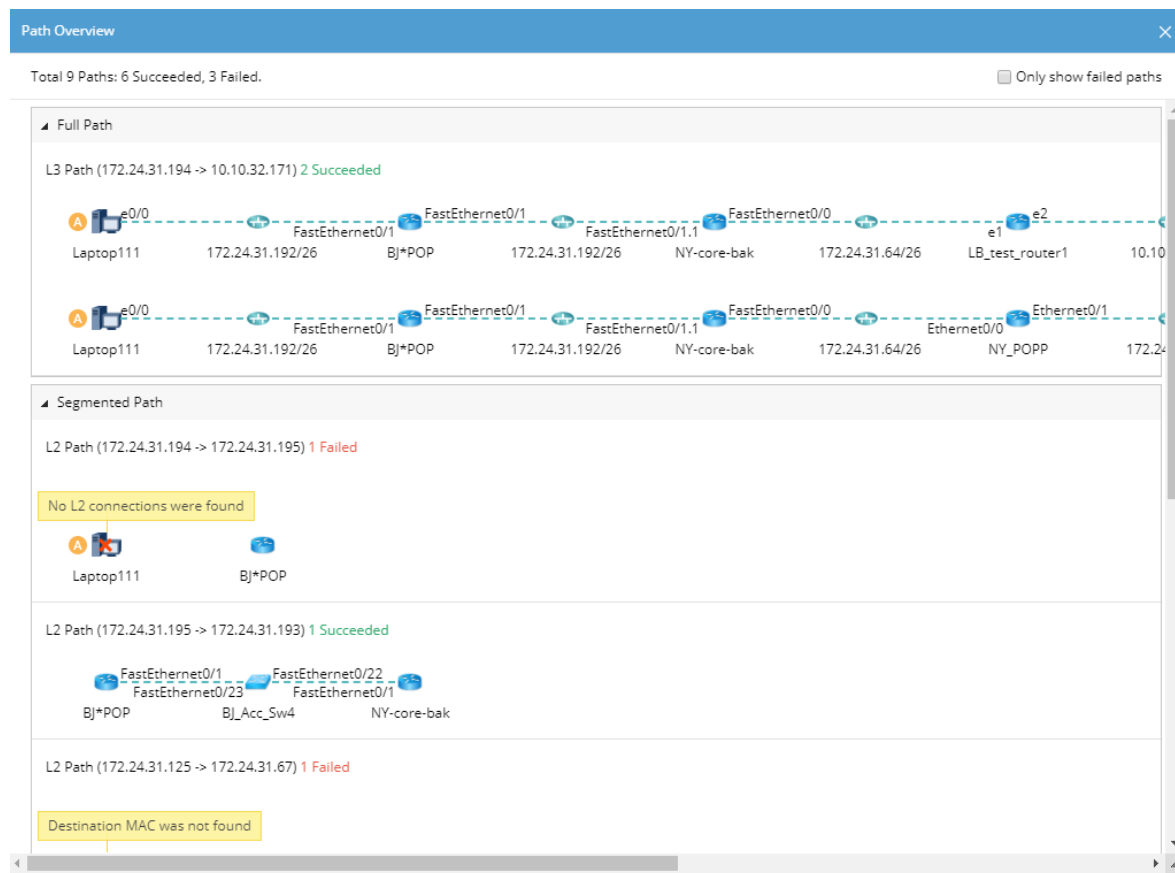 Path Overview
Total 9 Paths: 6 Succeeded, 3 Failed.
Only show failed paths
Full Path
L3 Path (172.24.31.194 -> 10.10.32.171) 2 Succeeded
A e0/0 FastEthernet0/1 FastEthernet0/0 e2
FastEthernet0/1 FastEthernet0/1.1 e1
Laptop111 172.24.31.192/26 BJ*POP 172.24.31.192/26 NY-core-bak 172.24.31.64/26 LB_test_router1 10.10
A e0/0 FastEthernet0/1 FastEthernet0/0 Ethernet0/1
FastEthernet0/1 FastEthernet0/1.1 Ethernet0/0
Laptop111 172.24.31.192/26 BJ*POP 172.24.31.192/26 NY-core-bak 172.24.31.64/26 NY_POPP 172.24
Segmented Path
L2 Path (172.24.31.194 -> 172.24.31.195) 1 Failed
No L2 connections were found
A
Laptop111 BJ*POP
L2 Path (172.24.31.195 -> 172.24.31.193) 1 Succeeded
FastEthernet0/1 FastEthernet0/22
FastEthernet0/23 FastEthernet0/1
BJ*POP BJ_Acc_Sw4 NY-core-bak
L2 Path (172.24.31.125 -> 172.24.31.67) 1 Failed
Destination MAC was not found